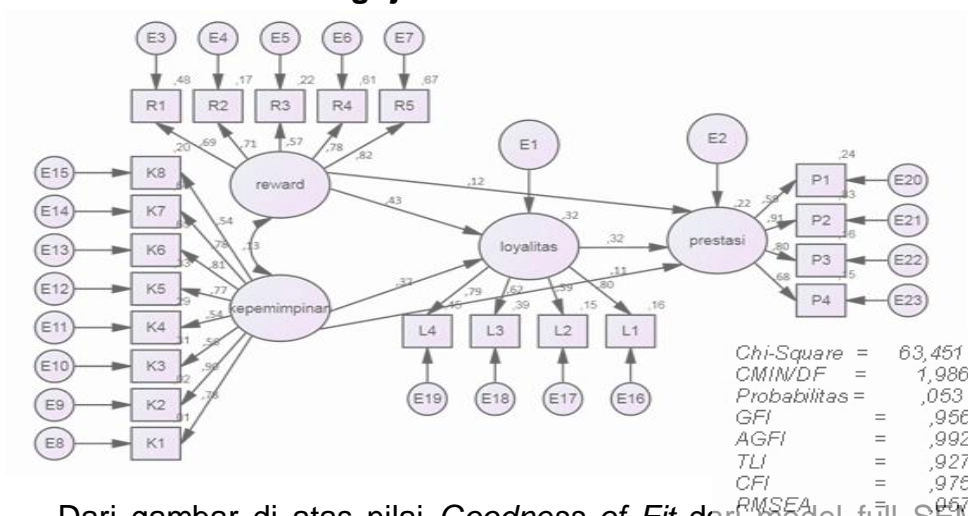 E3 E4 E5 E6 E7
,48 ,17 ,22 ,61 ,67
R1 R2 R3 R4 R5
,69 ,71 ,57 ,78 ,82
E1
E2
reward
,12
,43
,13
kepemimpinan
loyalitas
,32
,32
,11
prestasi
,22
,24
P1 E20
P2 E21
P3 E22
P4 E23
,91
,80
,68
,20
E15 K8
E14 K7
E13 K6
E12 K5
E11 K4
E10 K3
E9 K2
E8 K1
,54
,78
,81
,77
,54
,79 ,62 ,80
,39 ,15 ,16
L4 L3 L2 L1
E19 E18 E17 E16
Chi-Square = 63,451
CMIN/DF = 1,986
Probabilitas = ,053
GFI = ,956
AGFI = ,992
TLI = ,927
CFI = ,975
RMSEA =
Dari gambar di atas nilai Goodness of Fit dari model full SEM